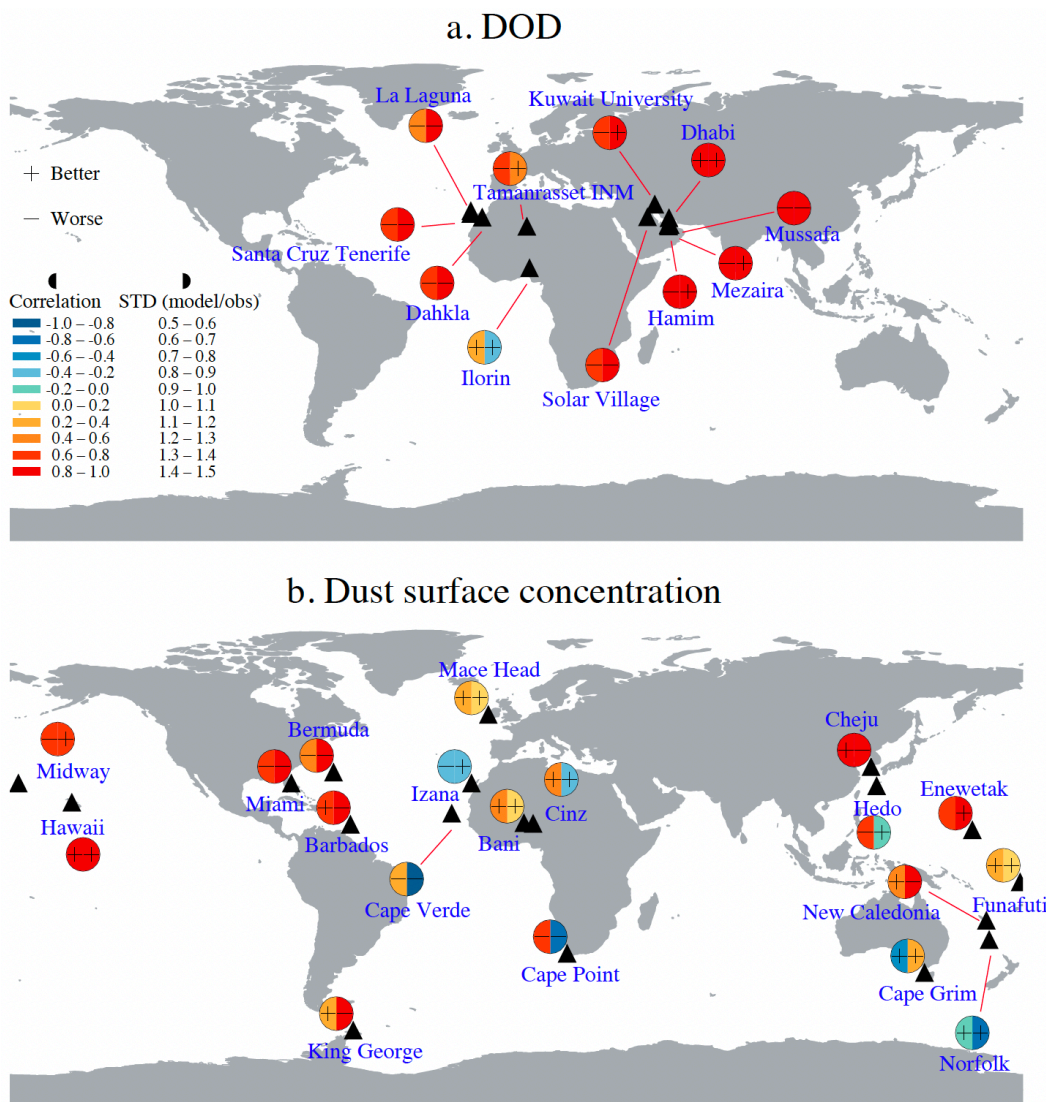 a. DOD
La Laguna
Kuwait University
Dhabi
+ Better
Tamanrasset INM
— Worse
Mussafa
Santa Cruz Tenerife
Mezaira
Correlation STD (model/obs)
Dahkla
Hamim
-1.0 – -0.8 0.5 – 0.6
-0.8 – -0.6 0.6 – 0.7
-0.6 – -0.4 0.7 – 0.8
-0.4 – -0.2 0.8 – 0.9
Ilorin
-0.2 – 0.0 0.9 – 1.0
Solar Village
0.0 – 0.2 1.0 – 1.1
0.2 – 0.4 1.1 – 1.2
0.4 – 0.6 1.2 – 1.3
0.6 – 0.8 1.3 – 1.4
0.8 – 1.0 1.4 – 1.5
b. Dust surface concentration
Mace Head
Cheju
Bermuda
Midway
Enewetak
Izana
Miami
Hedo
Cinz
Hawaii
Barbados
Bani
Funafuti
Cape Verde
New Caledonia
Cape Point
Cape Grim
King George
Norfolk